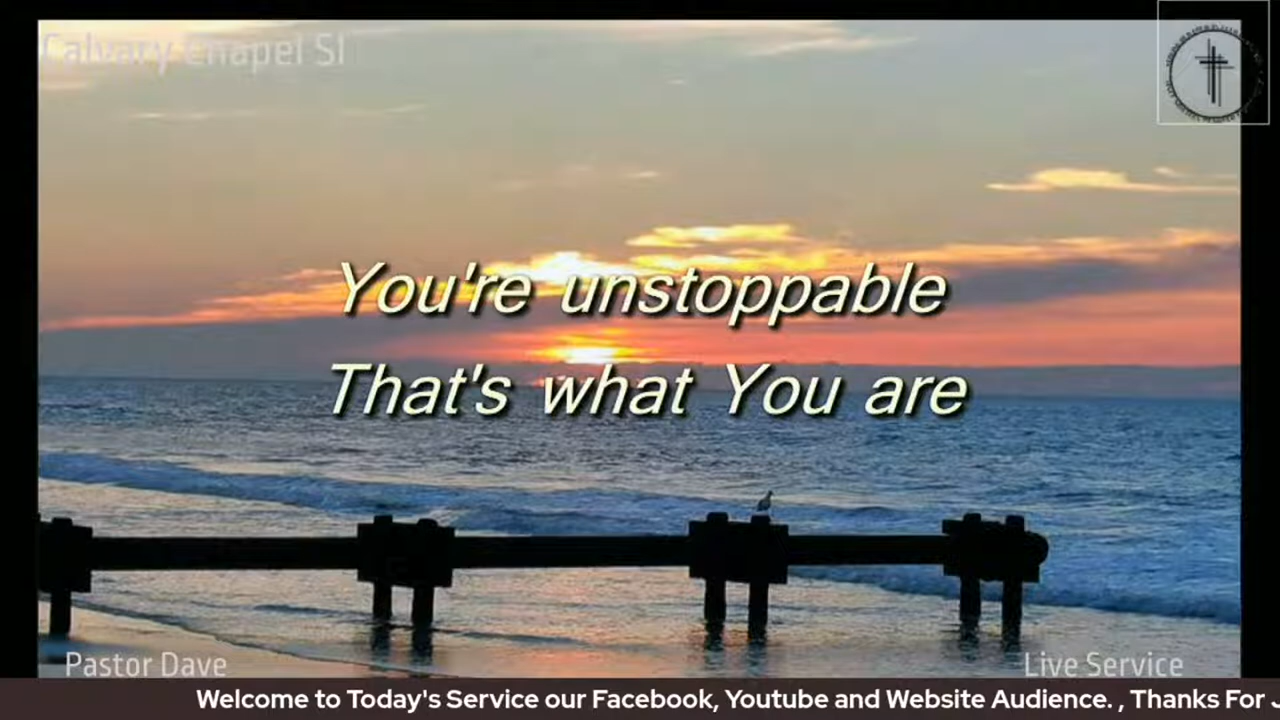 Calvary Chapel SI
You're unstoppable
That's what You are
Pastor Dave
Live Service
Welcome to Today's Service our Facebook, Youtube and Website Audience. , Thanks For